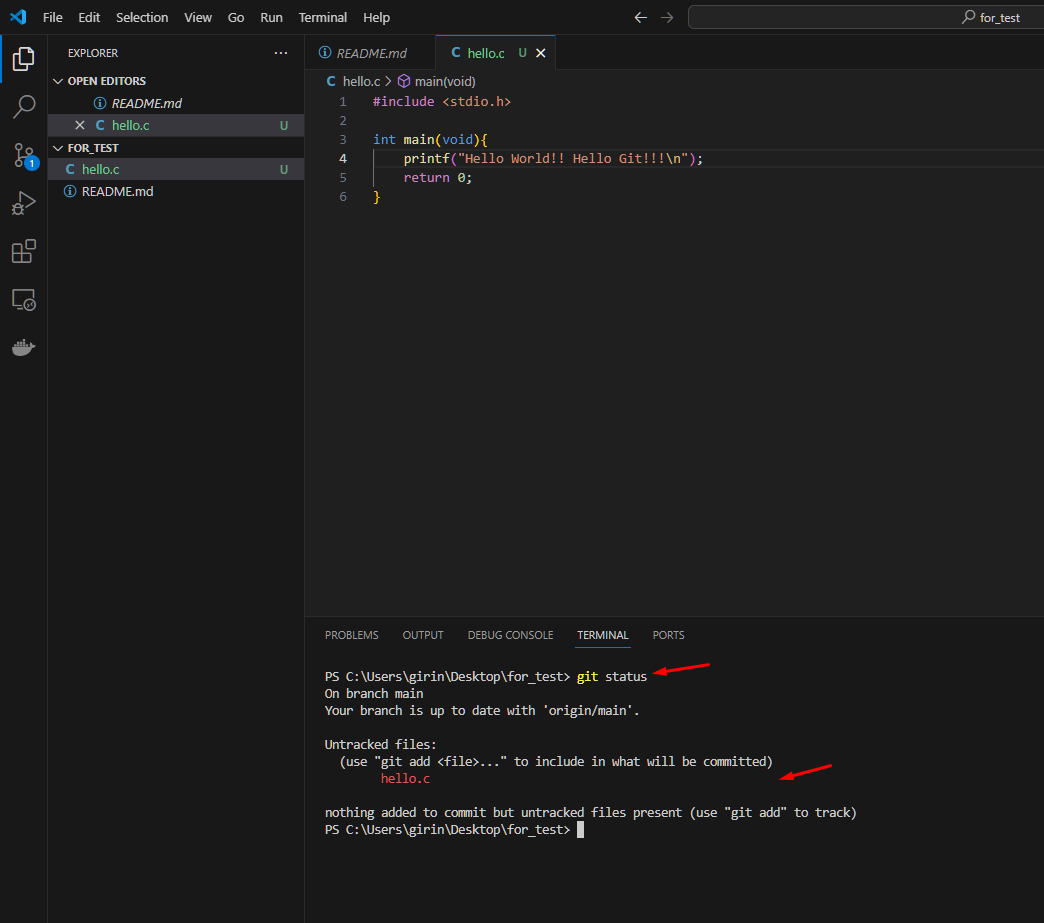 File Edit Selection View Go Run Terminal Help for_test
EXPLORER ...
OPEN EDITORS
README.md
hello.c U
FOR_TEST
hello.c U
README.md
1
README.md hello.c U
hello.c > main(void)
1 #include <stdio.h>
2
3 int main(void){
4 printf("Hello World!! Hello Git!!!\n");
5 return 0;
6 }
PROBLEMS OUTPUT DEBUG CONSOLE TERMINAL PORTS
PS C:\Users\girin\Desktop\for_test> git status
On branch main
Your branch is up to date with 'origin/main'.
Untracked files:
(use "git add <file>..." to include in what will be committed)
hello.c
nothing added to commit but untracked files present (use "git add" to track)
PS C:\Users\girin\Desktop\for_test>